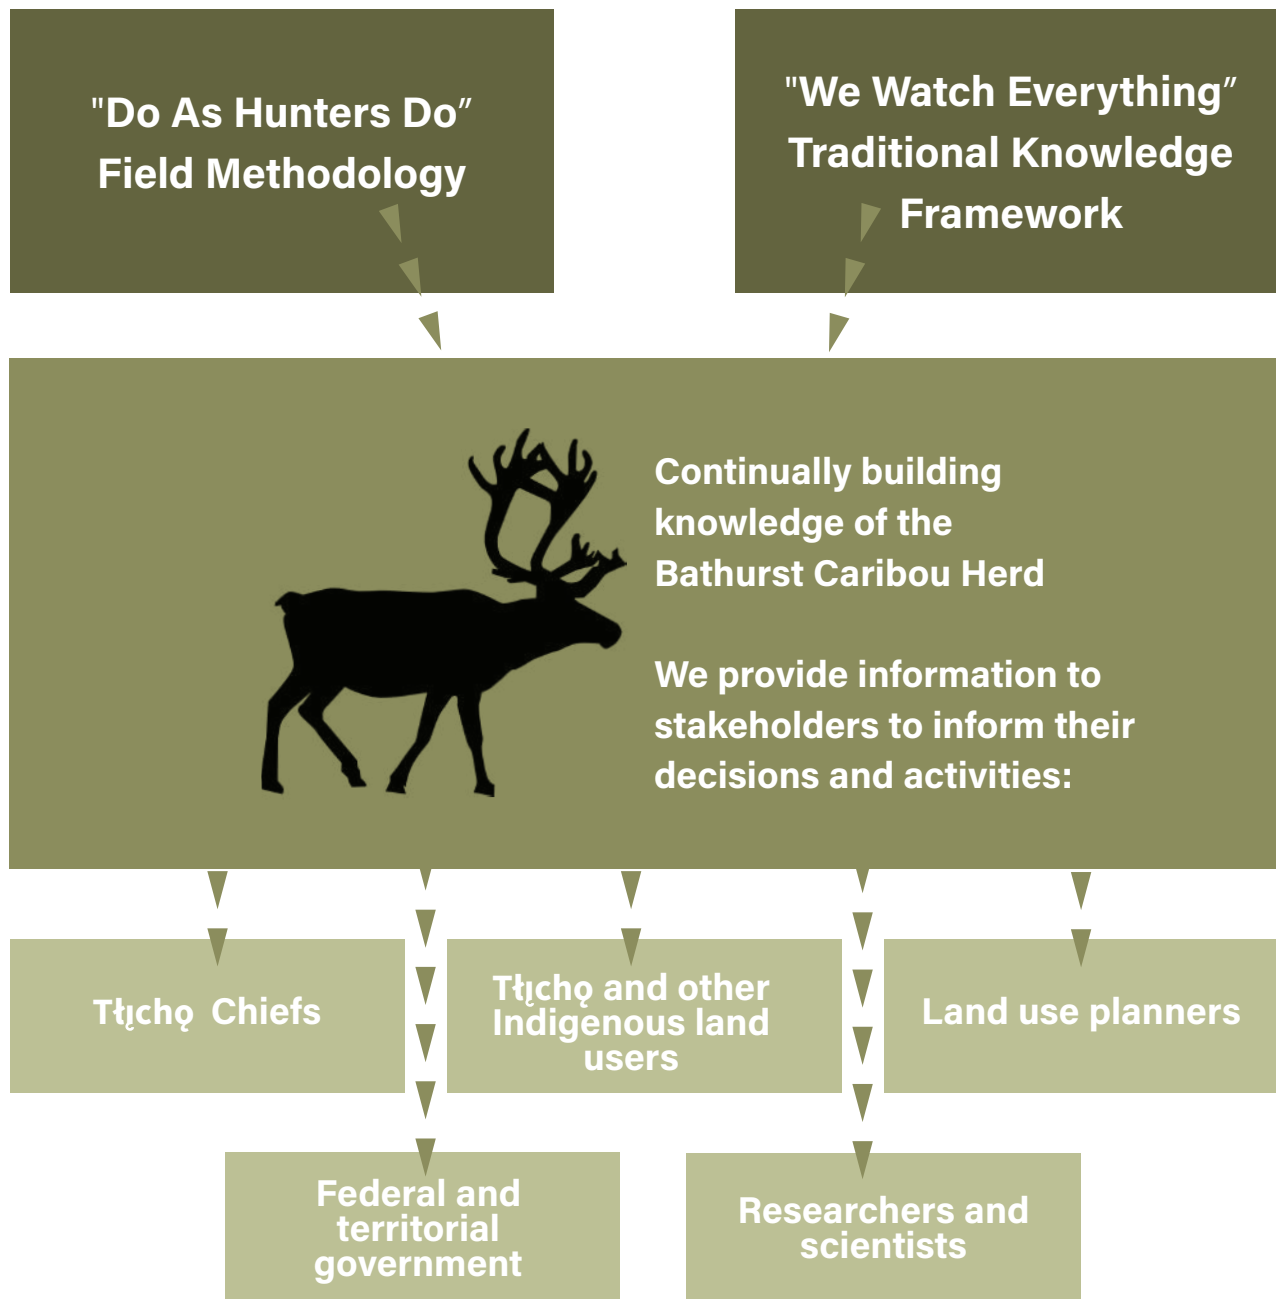 "Do As Hunters Do”
Field Methodology
"We Watch Everything”
Traditional Knowledge
Framework
Continually building
knowledge of the
Bathurst Caribou Herd
We provide information to
stakeholders to inform their
decisions and activities:
Tłı̨chǫ Chiefs
Tłı̨chǫ and other
Indigenous land
users
Land use planners
Federal and
territorial
government
Researchers and
scientists